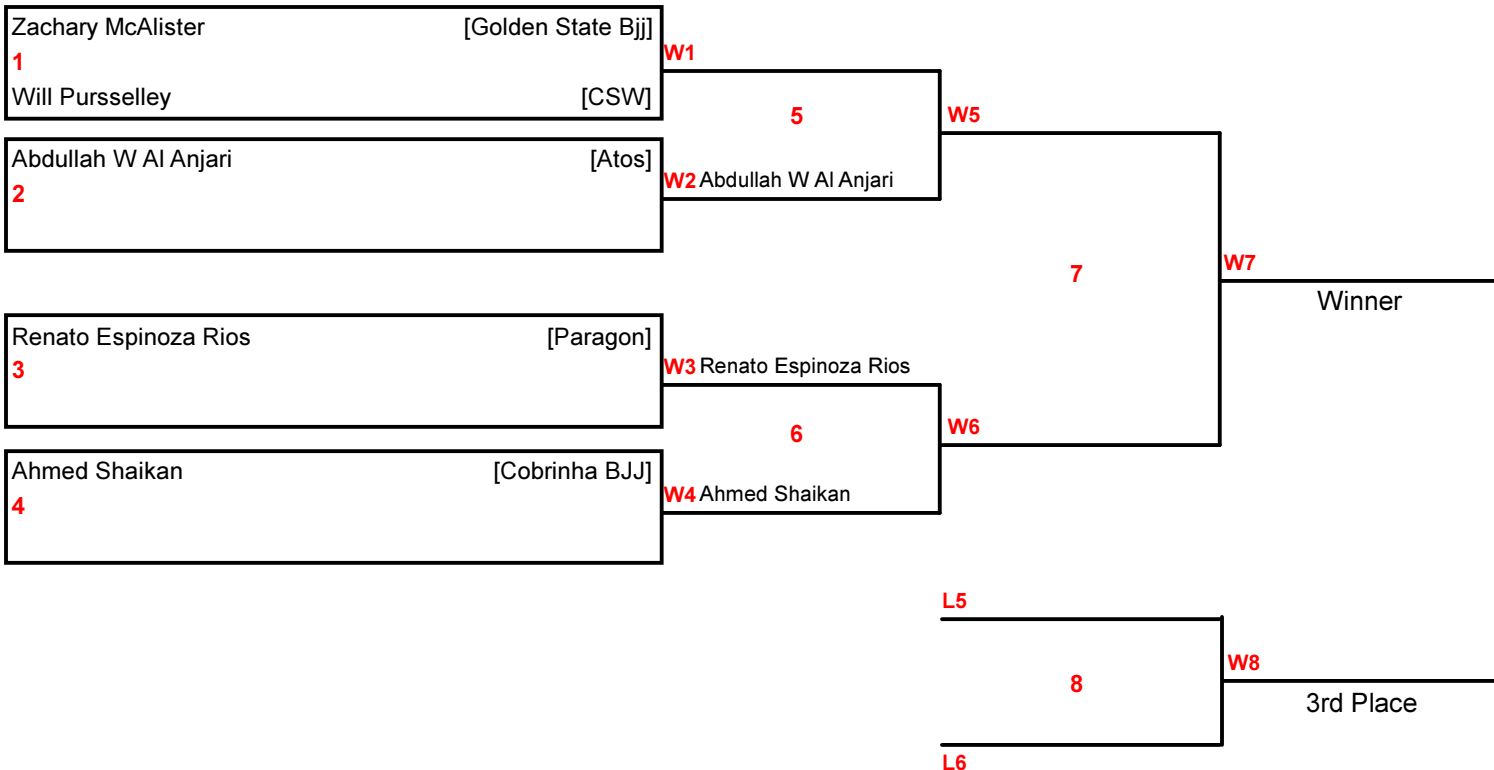 Zachary McAlister [Golden State Bjj]
1
Will Pursselley [CSW]
W1
5
W5
Abdullah W Al Anjari [Atos]
2
W2 Abdullah W Al Anjari
7
W7
Winner
Renato Espinoza Rios [Paragon]
3
W3 Renato Espinoza Rios
6
W6
Ahmed Shaikan [Cobrinha BJJ]
4
W4 Ahmed Shaikan
L5
8
W8
3rd Place
L6